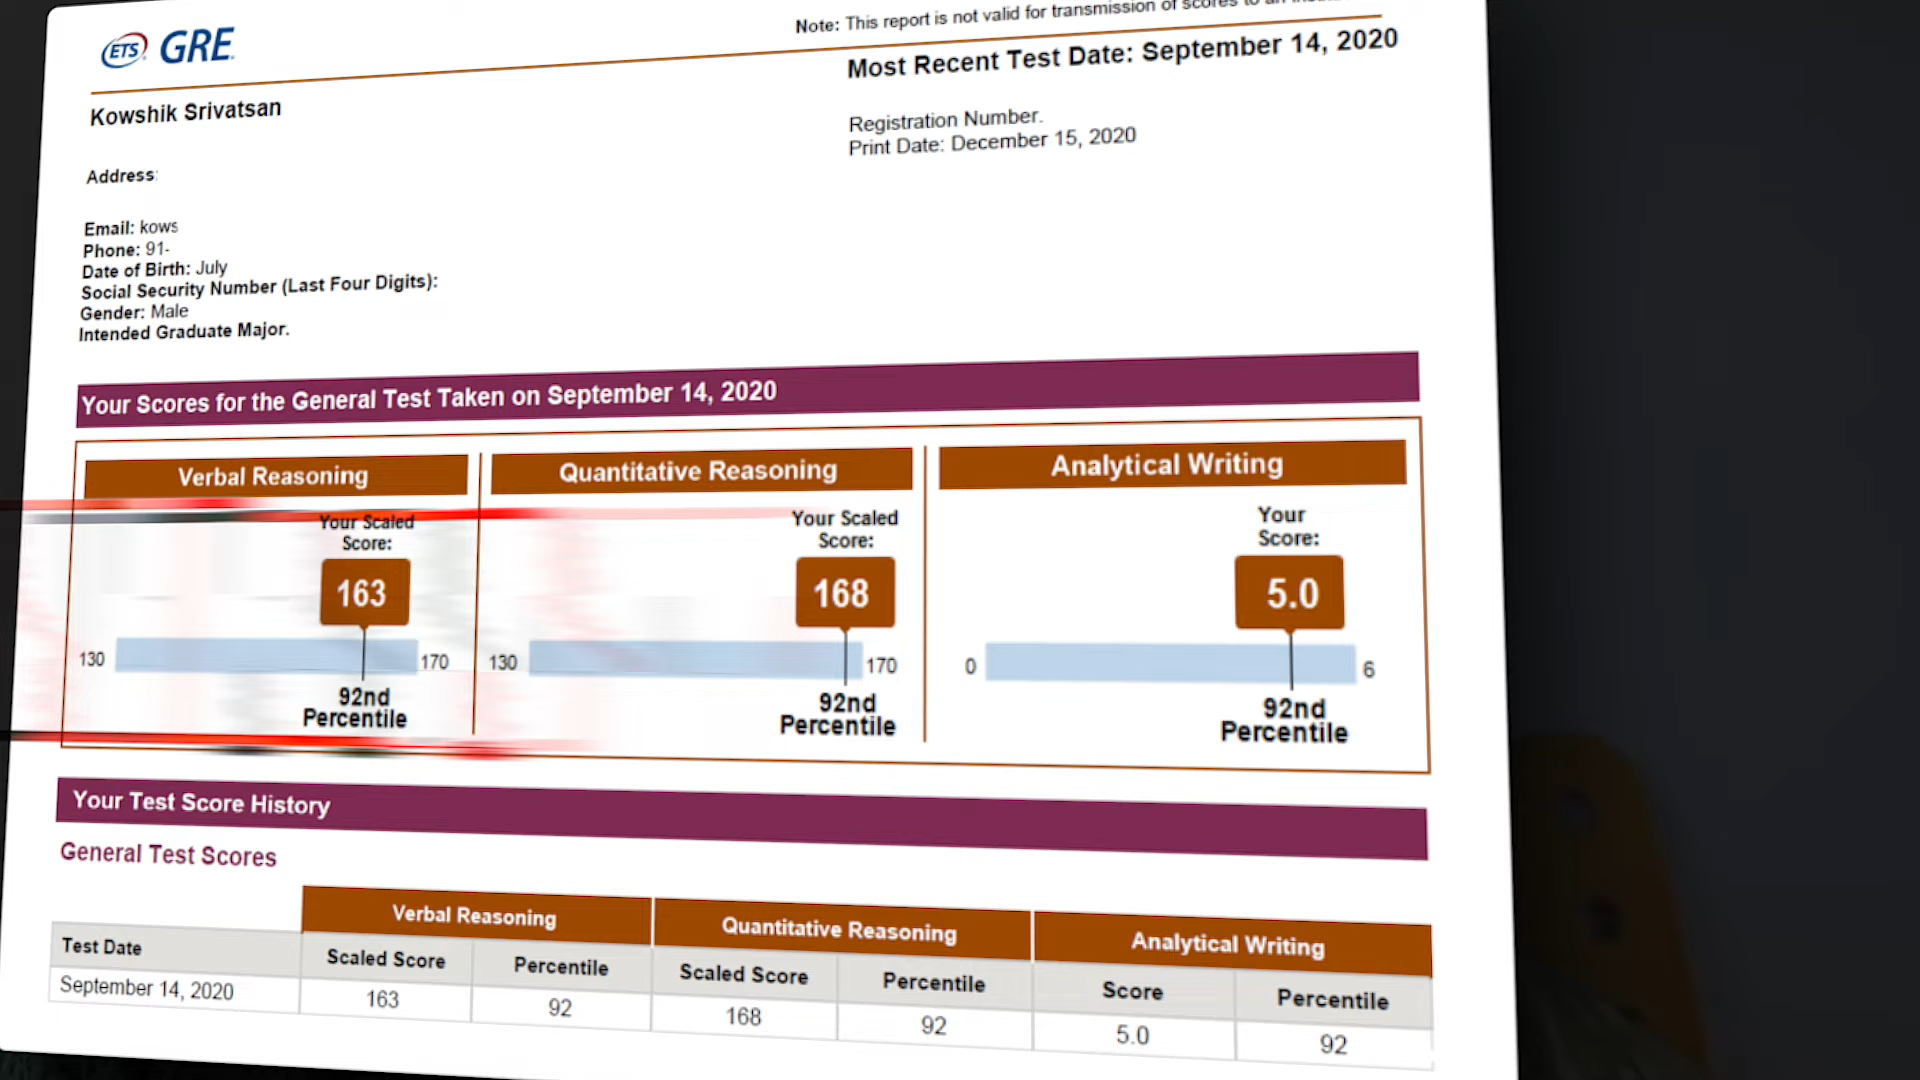 Note: This report is not valid for transmission of scores to an
ETS GRE
Most Recent Test Date: September 14, 2020
Kowshik Srivatsan
Registration Number.
Print Date: December 15, 2020
Address:
Email: kows
Phone: 91-
Date of Birth: July
Social Security Number (Last Four Digits):
Gender: Male
Intended Graduate Major.
Your Scores for the General Test Taken on September 14, 2020
Verbal Reasoning Quantitative Reasoning Analytical Writing
Your Scaled Score: Your Scaled Score: Your Score:
163 168 5.0
130 170 130 170 0 6
92nd Percentile 92nd Percentile 92nd Percentile
Your Test Score History
General Test Scores
Verbal Reasoning Quantitative Reasoning Analytical Writing
Test Date Scaled Score Percentile Scaled Score Percentile Score Percentile
September 14, 2020 163 92 168 92 5.0 92